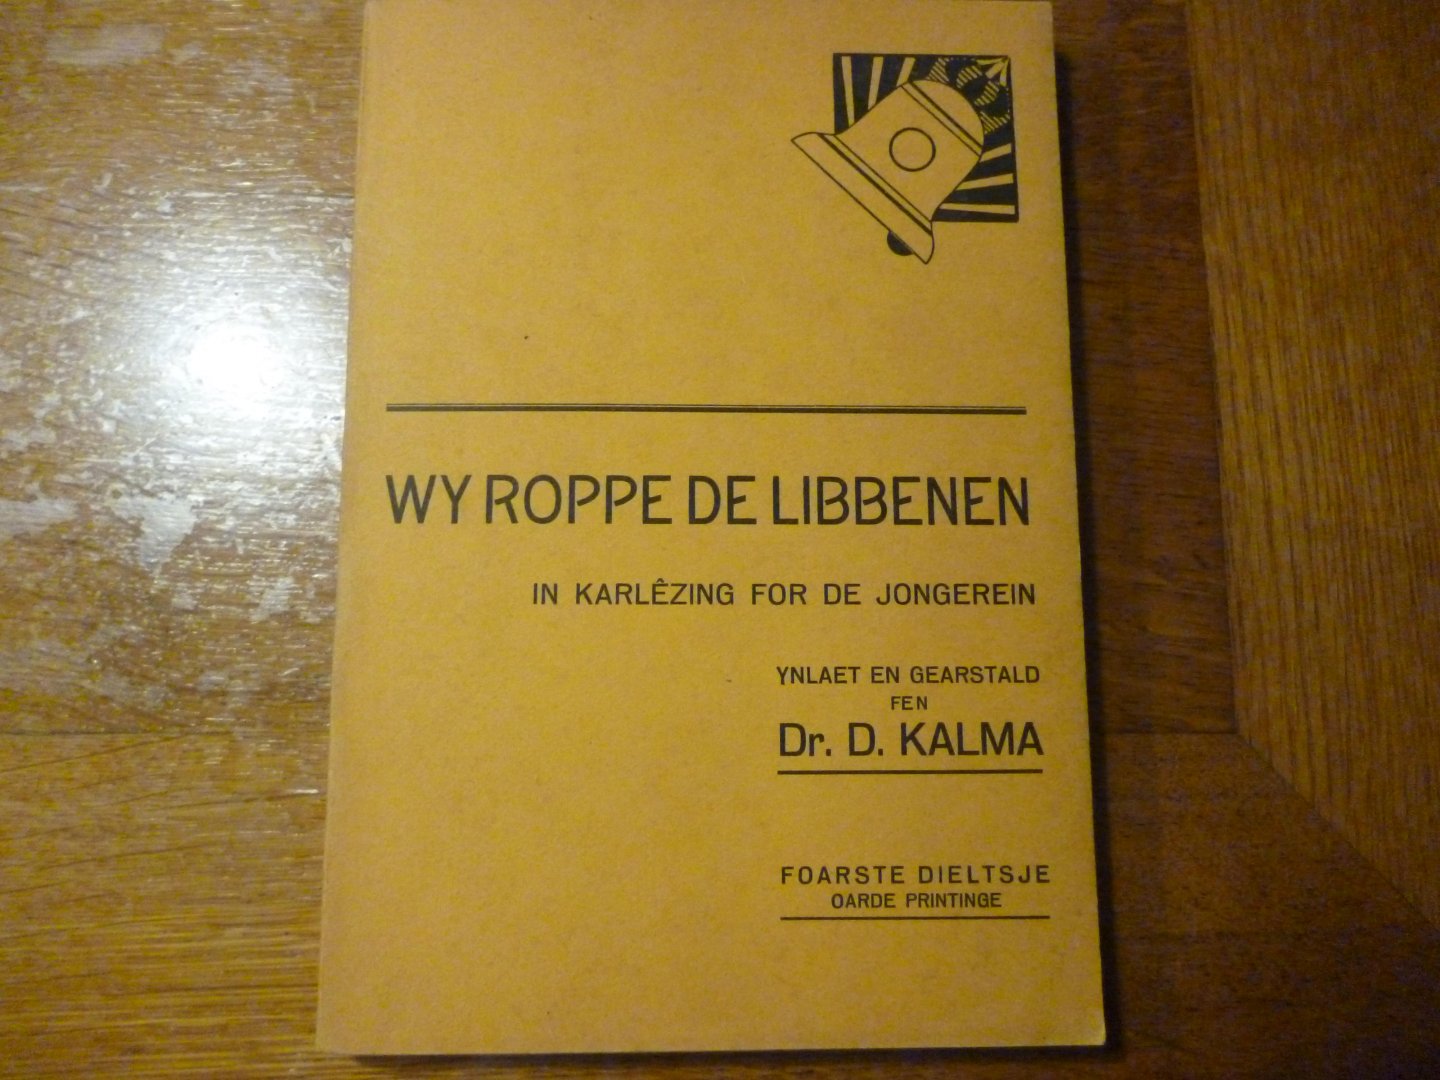 WY ROPPE DE LIBBENEN
IN KARLÊZING FOR DE JONGEREIN
YNLAET EN GEARSTALD
FEN
Dr. D. KALMA
FOARSTE DIELTSJE
OARDE PRINTINGE